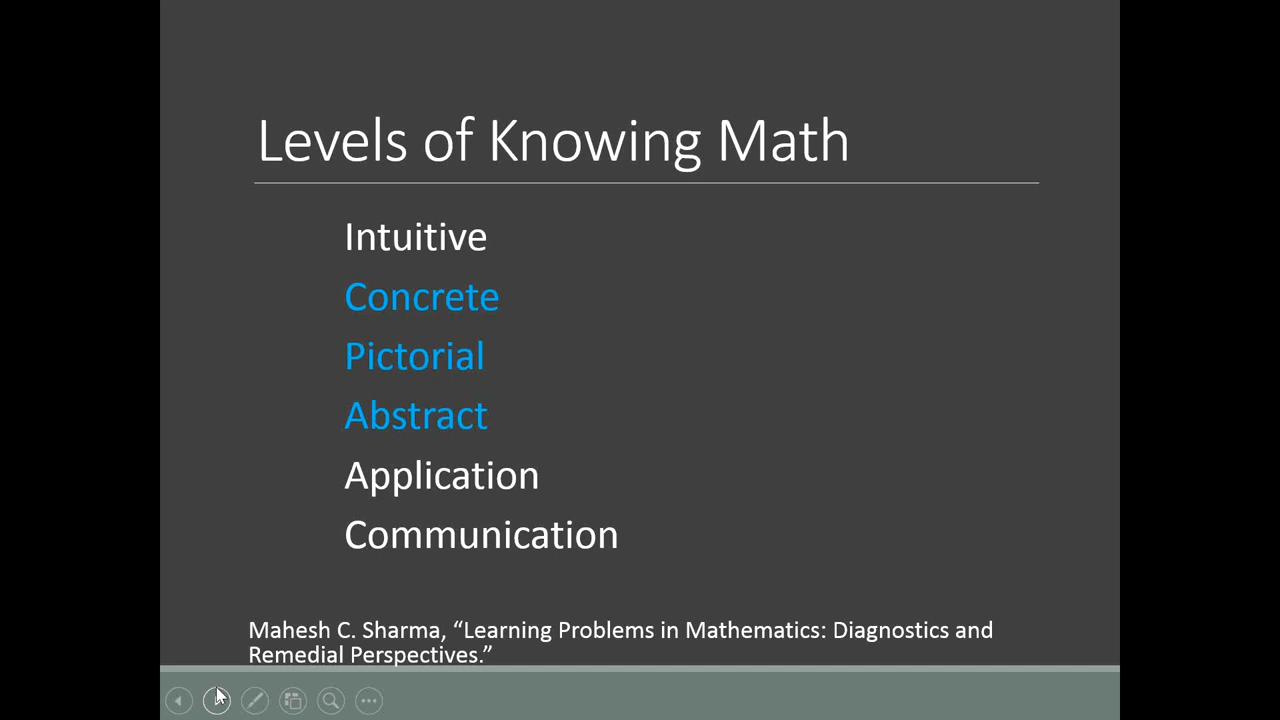 Levels of Knowing Math
Intuitive
Concrete
Pictorial
Abstract
Application
Communication
Mahesh C. Sharma, “Learning Problems in Mathematics: Diagnostics and
Remedial Perspectives.”